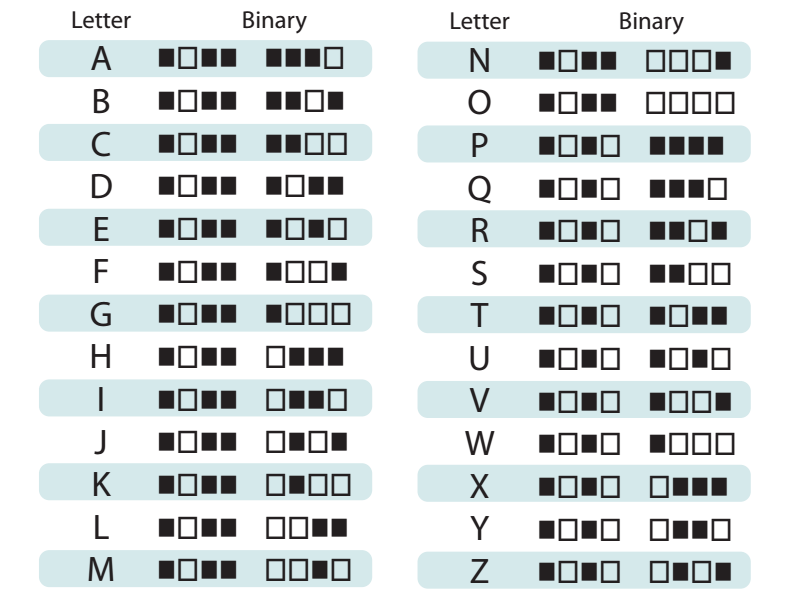 Letter Binary Letter Binary
A N
B O
C P
D Q
E R
F S
G T
H U
I V
J W
K X
L Y
M Z